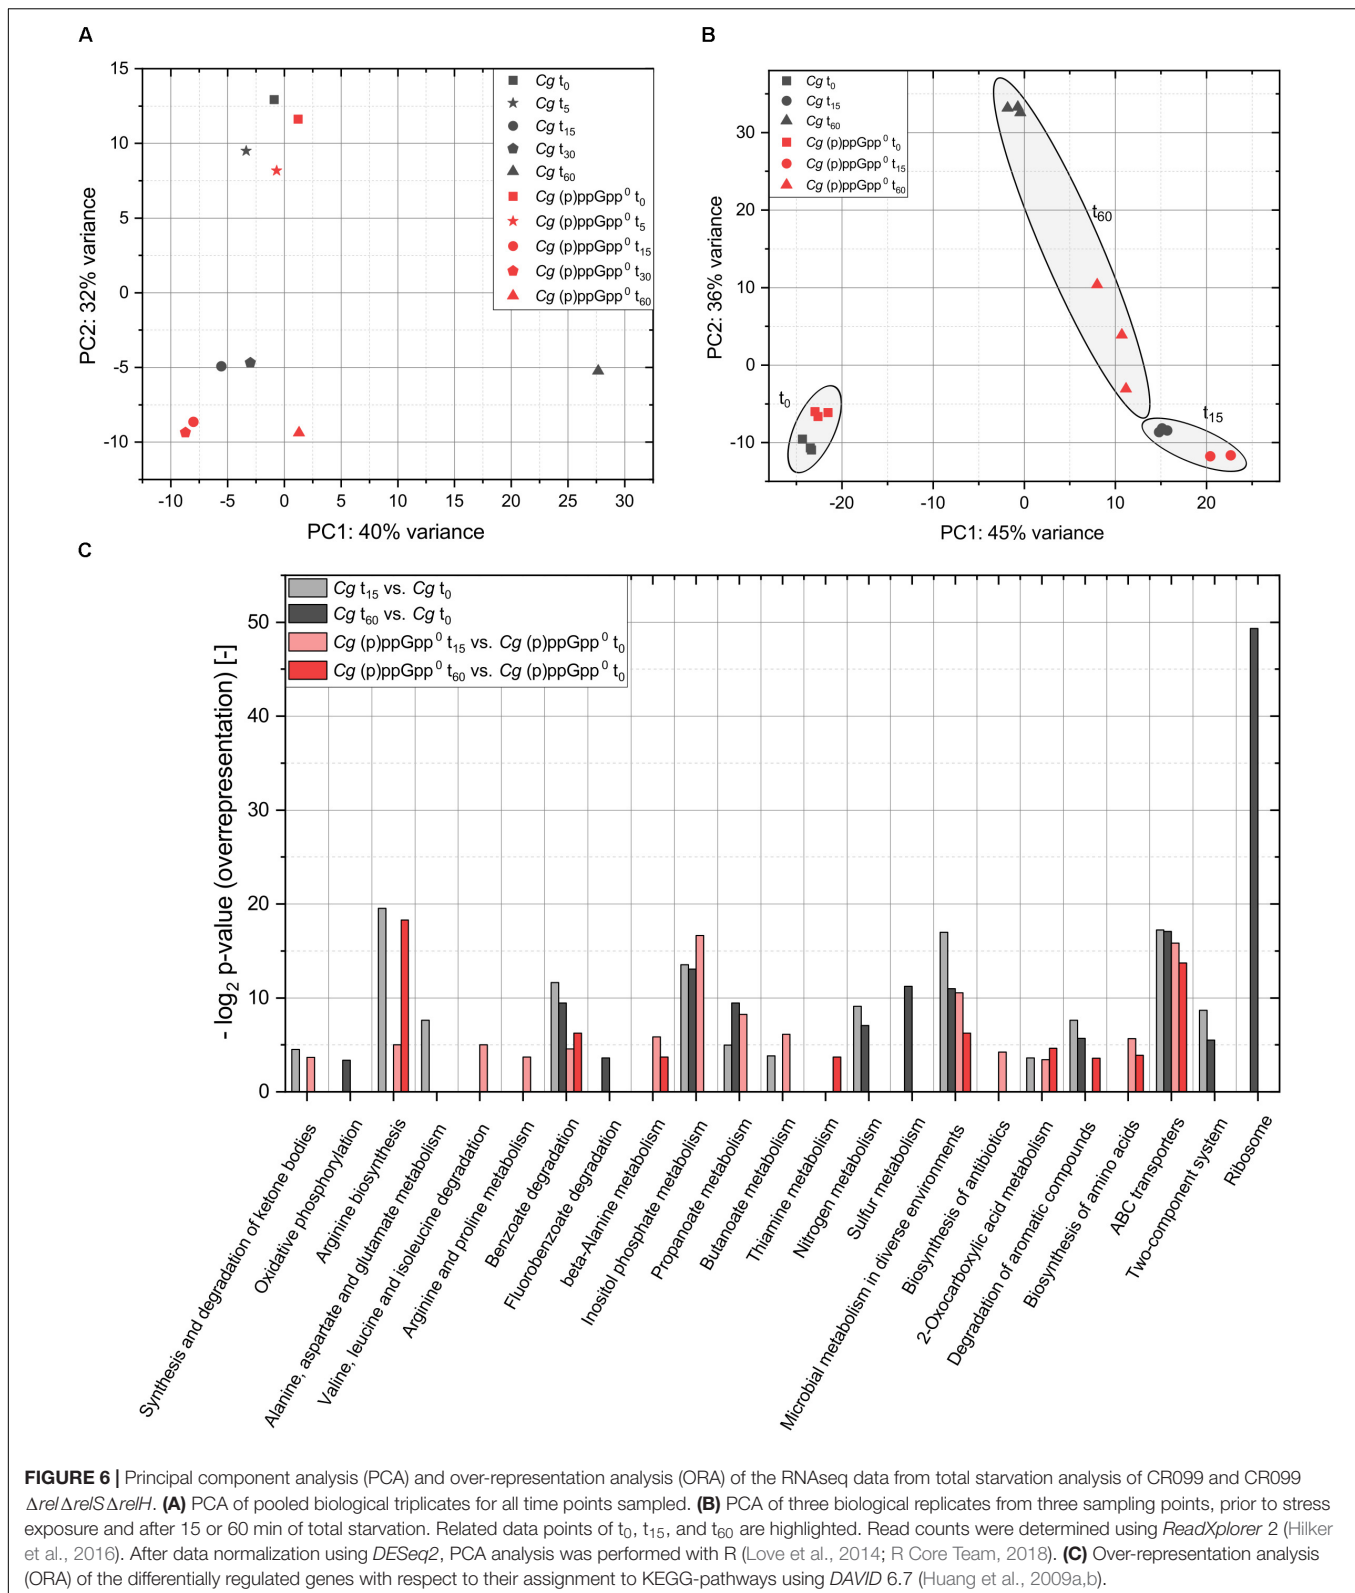 A
15
10
5
0
-5
-10
PC2: 32% variance
-10 -5 0 5 10 15 20 25 30
PC1: 40% variance
Cg t0
Cg t5
Cg t15
Cg t30
Cg t60
Cg (p)ppGpp0 t0
Cg (p)ppGpp0 t5
Cg (p)ppGpp0 t15
Cg (p)ppGpp0 t30
Cg (p)ppGpp0 t60
B
30
20
10
0
-10
PC2: 36% variance
-20 -10 0 10 20
PC1: 45% variance
Cg t0
Cg t15
Cg t60
Cg (p)ppGpp0 t0
Cg (p)ppGpp0 t15
Cg (p)ppGpp0 t60
t60
t0
t15
C
Cg t15 vs. Cg t0
Cg t60 vs. Cg t0
Cg (p)ppGpp0 t15 vs. Cg (p)ppGpp0 t0
Cg (p)ppGpp0 t60 vs. Cg (p)ppGpp0 t0
50
40
30
20
10
0
- log2 p-value (overrepresentation) [-]
Synthesis and degradation of ketone bodies
Oxidative phosphorylation
Arginine biosynthesis
Alanine, aspartate and glutamate metabolism
Valine, leucine and isoleucine degradation
Arginine and proline metabolism
Benzoate degradation
Fluorobenzoate degradation
beta-Alanine metabolism
Inositol phosphate metabolism
Propanoate metabolism
Butanoate metabolism
Thiamine metabolism
Nitrogen metabolism
Sulfur metabolism
Microbial metabolism in diverse environments
Biosynthesis of antibiotics
2-Oxocarboxylic acid metabolism
Degradation of aromatic compounds
Biosynthesis of amino acids
ABC transporters
Two-component system
Ribosome
FIGURE 6 | Principal component analysis (PCA) and over-representation analysis (ORA) of the RNAseq data from total starvation analysis of CR099 and CR099
ΔrelΔrelSΔrelH. (A) PCA of pooled biological triplicates for all time points sampled. (B) PCA of three biological replicates from three sampling points, prior to stress
exposure and after 15 or 60 min of total starvation. Related data points of t0, t15, and t60 are highlighted. Read counts were determined using ReadXplorer 2 (Hilker
et al., 2016). After data normalization using DESeq2, PCA analysis was performed with R (Love et al., 2014; R Core Team, 2018). (C) Over-representation analysis
(ORA) of the differentially regulated genes with respect to their assignment to KEGG-pathways using DAVID 6.7 (Huang et al., 2009a,b).